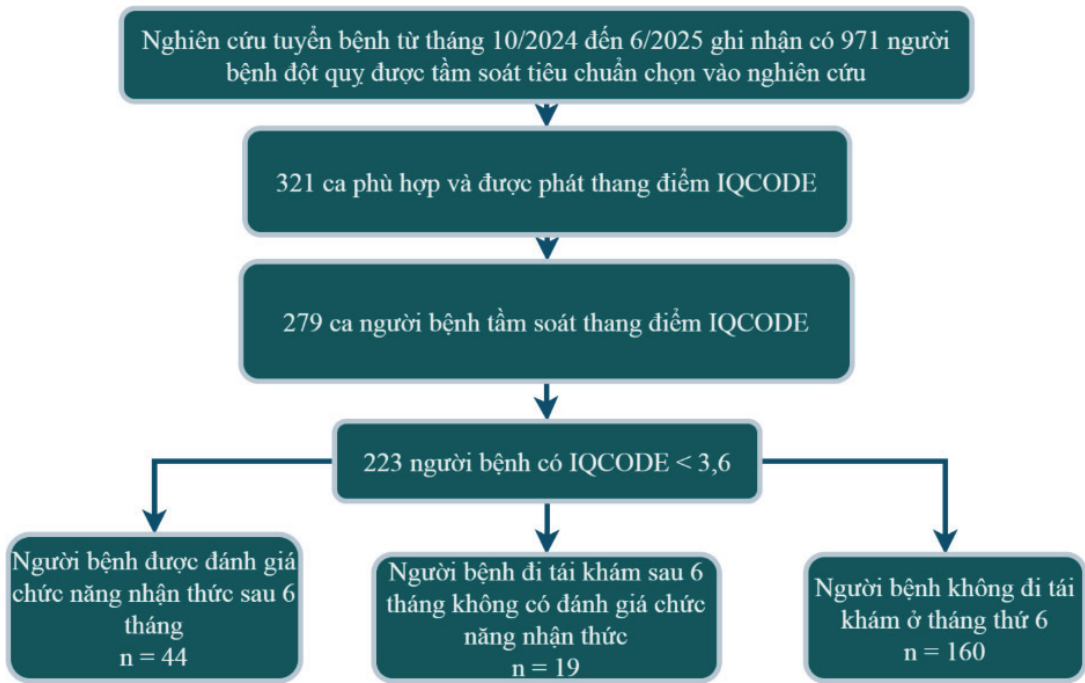 Nghiên cứu tuyển bệnh từ tháng 10/2024 đến 6/2025 ghi nhận có 971 người
bệnh đột quỵ được tầm soát tiêu chuẩn chọn vào nghiên cứu
321 ca phù hợp và được phát thang điểm IQCODE
279 ca người bệnh tầm soát thang điểm IQCODE
223 người bệnh có IQCODE < 3,6
Người bệnh được đánh giá
chức năng nhận thức sau 6
tháng
n = 44
Người bệnh đi tái khám sau 6
tháng không có đánh giá chức
năng nhận thức
n = 19
Người bệnh không đi tái
khám ở tháng thứ 6
n = 160